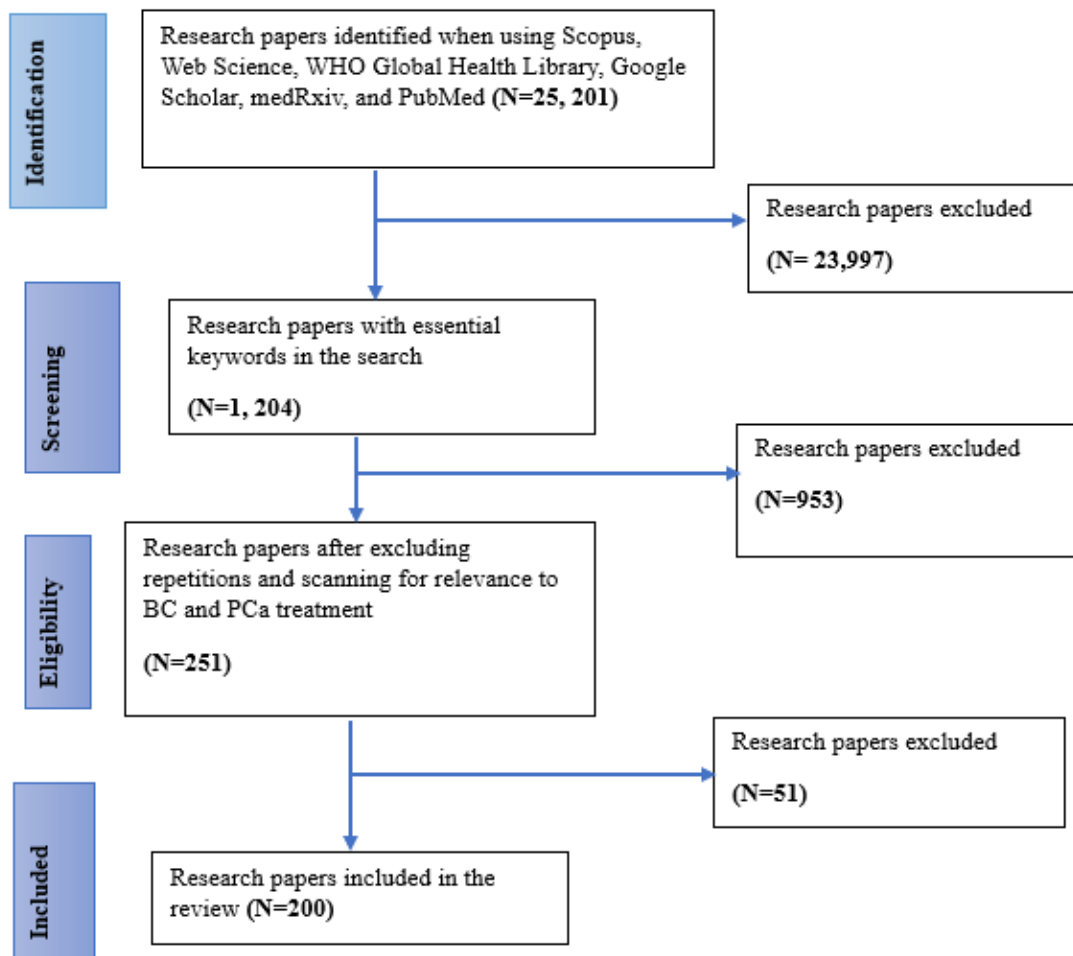 Identification
Research papers identified when using Scopus,
Web Science, WHO Global Health Library, Google
Scholar, medRxiv, and PubMed (N=25, 201)
Research papers excluded
(N= 23,997)
Screening
Research papers with essential
keywords in the search
(N=1, 204)
Research papers excluded
(N=953)
Eligibility
Research papers after excluding
repetitions and scanning for relevance to
BC and PCa treatment
(N=251)
Research papers excluded
(N=51)
Included
Research papers included in the
review (N=200)